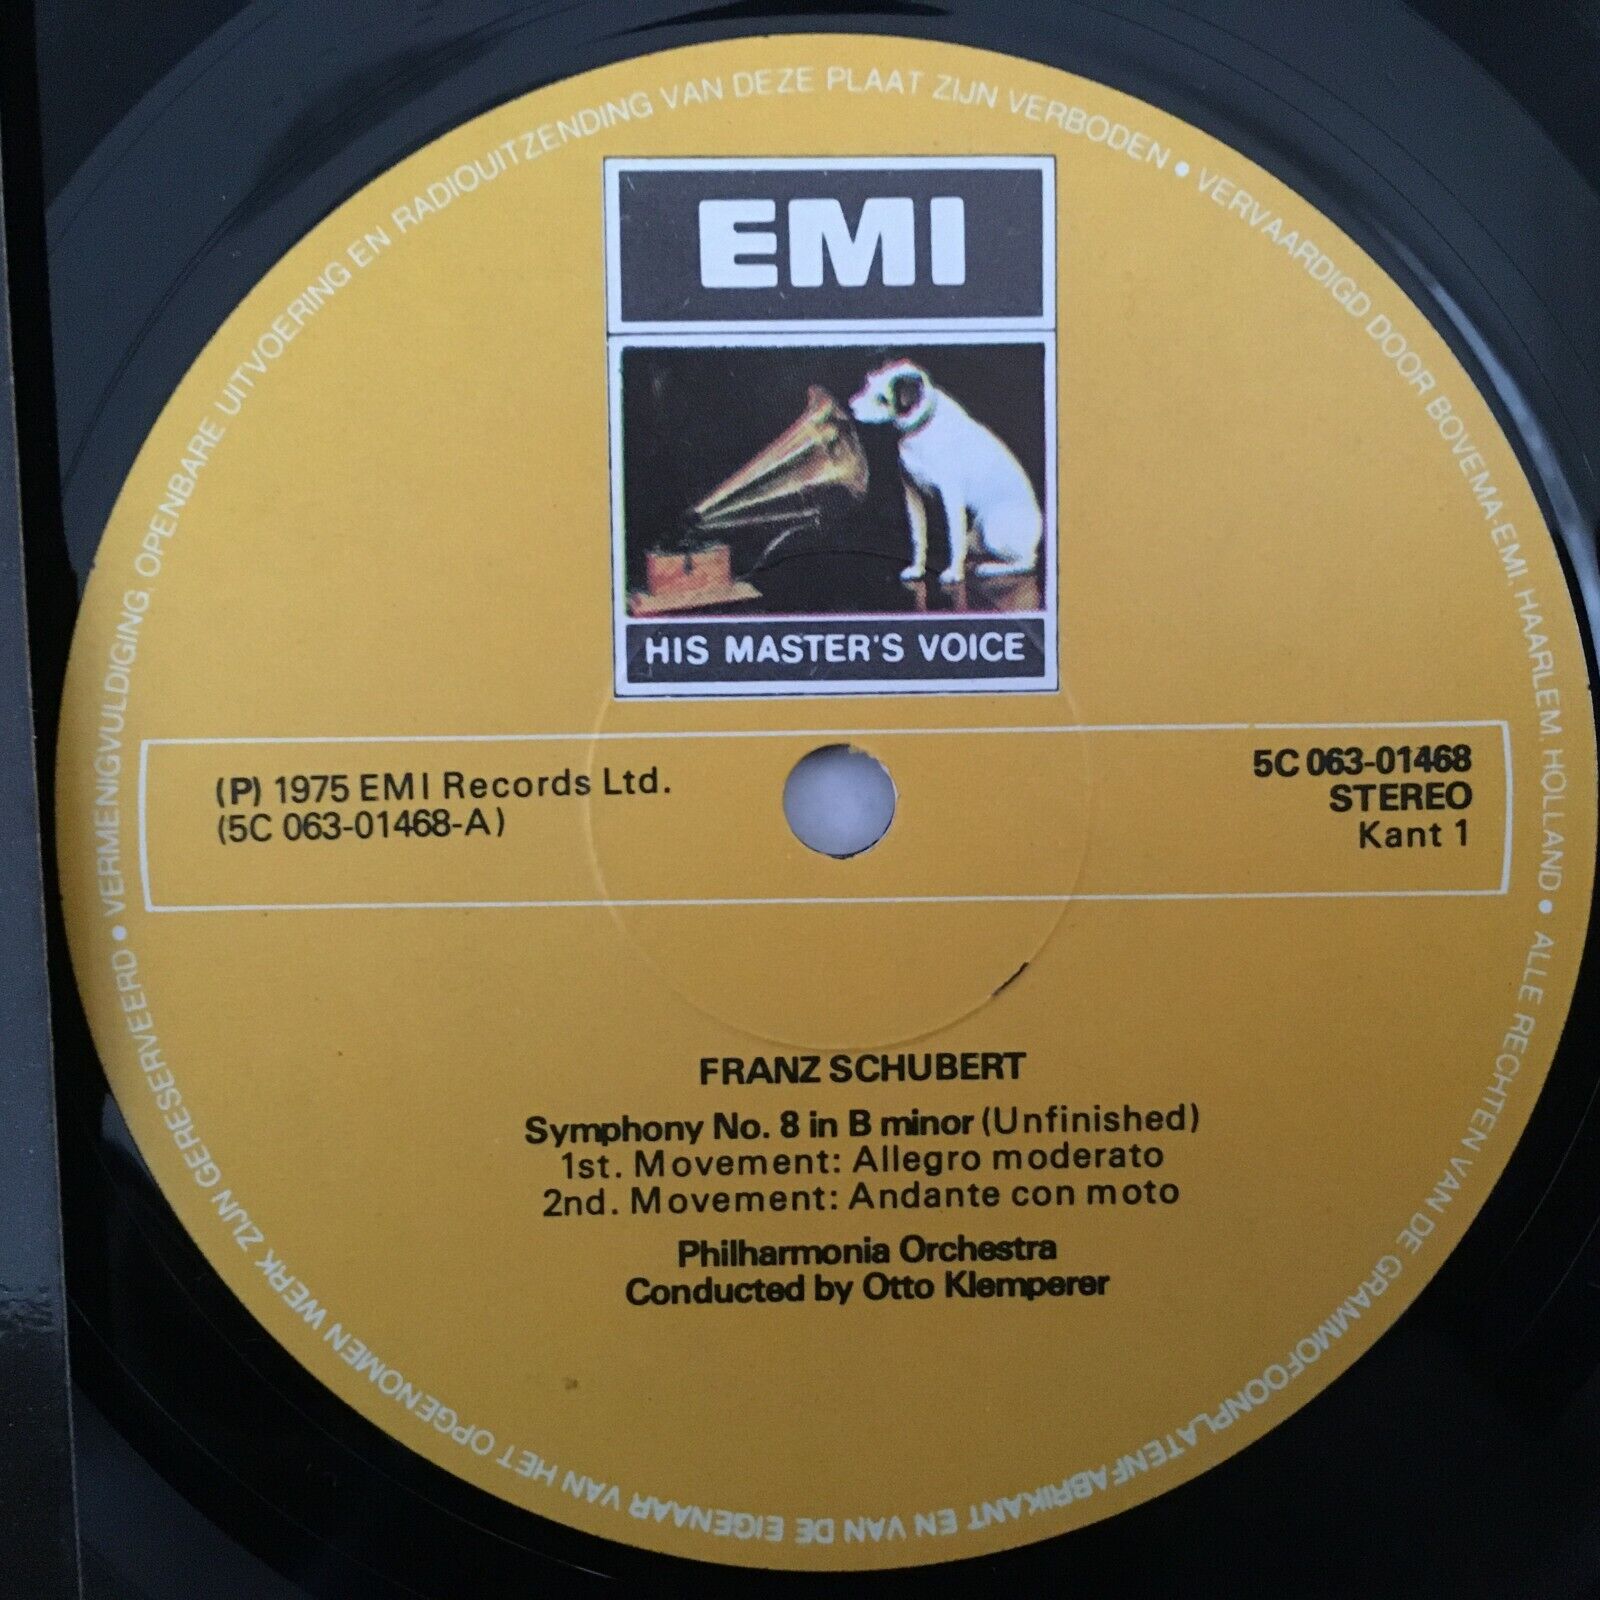 EMI
HIS MASTER'S VOICE
(P) 1975 EMI Records Ltd.
(5C 063-01468-A)
5C 063-01468
STEREO
Kant 1
FRANZ SCHUBERT
Symphony No. 8 in B minor (Unfinished)
1st. Movement: Allegro moderato
2nd. Movement: Andante con moto
Philharmonia Orchestra
Conducted by Otto Klemperer
• VERMENIGVULDIGING, OPENBARE UITVOERING EN RADIOUITZENDING VAN DEZE PLAAT ZIJN VERBODEN • VERVAARDIGD DOOR BOVEMA-EMI, HAARLEM HOLLAND • ALLE RECHTEN VAN DE GRAMMOFOONPLATENFABRIKANT EN VAN DE EIGENAAR VAN HET OPGENOMEN WERK ZIJN GERESERVEERD